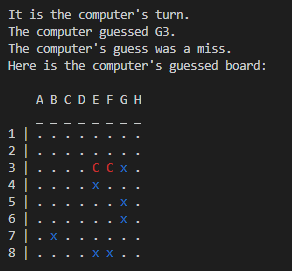 It is the computer's turn.
The computer guessed G3.
The computer's guess was a miss.
Here is the computer's guessed board:
A B C D E F G H
_ _ _ _ _ _ _ _
1 | . . . . . . . .
2 | . . . . . . . .
3 | . . . . C C x .
4 | . . . . x . . .
5 | . . . . . . x .
6 | . . . . . . x .
7 | . x . . . . . .
8 | . . . . x x . .